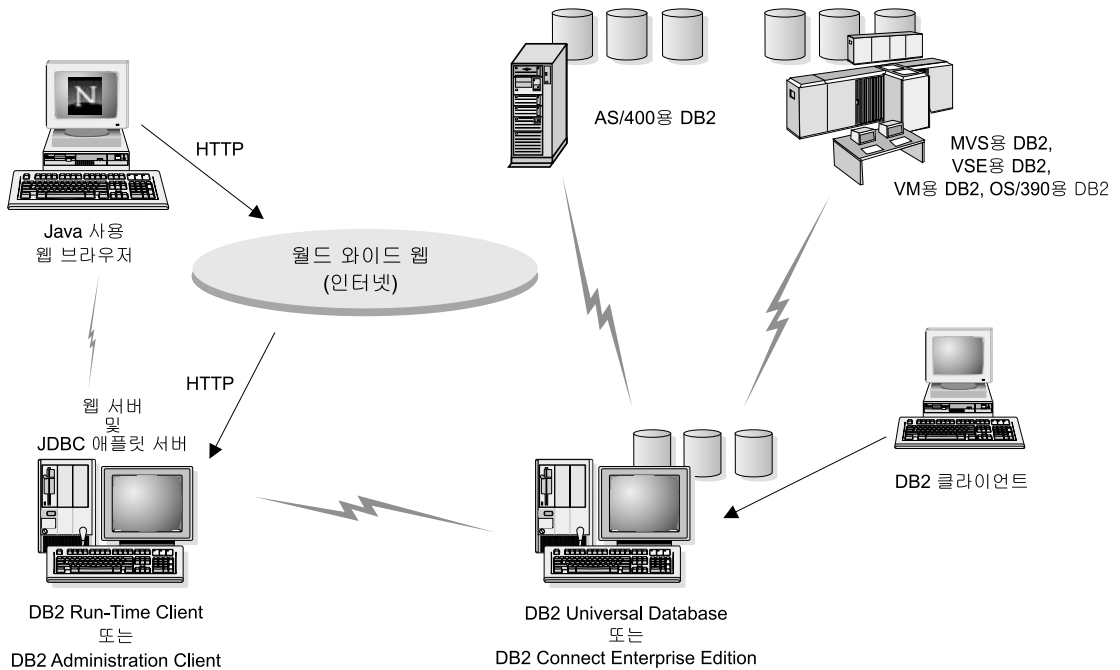 N
HTTP
Java 사용
웹 브라우저
월드 와이드 웹
(인터넷)
AS/400용 DB2
MVS용 DB2,
VSE용 DB2,
VM용 DB2, OS/390용 DB2
HTTP
웹 서버
및
JDBC 애플릿 서버
DB2 클라이언트
DB2 Run-Time Client
또는
DB2 Administration Client
DB2 Universal Database
또는
DB2 Connect Enterprise Edition